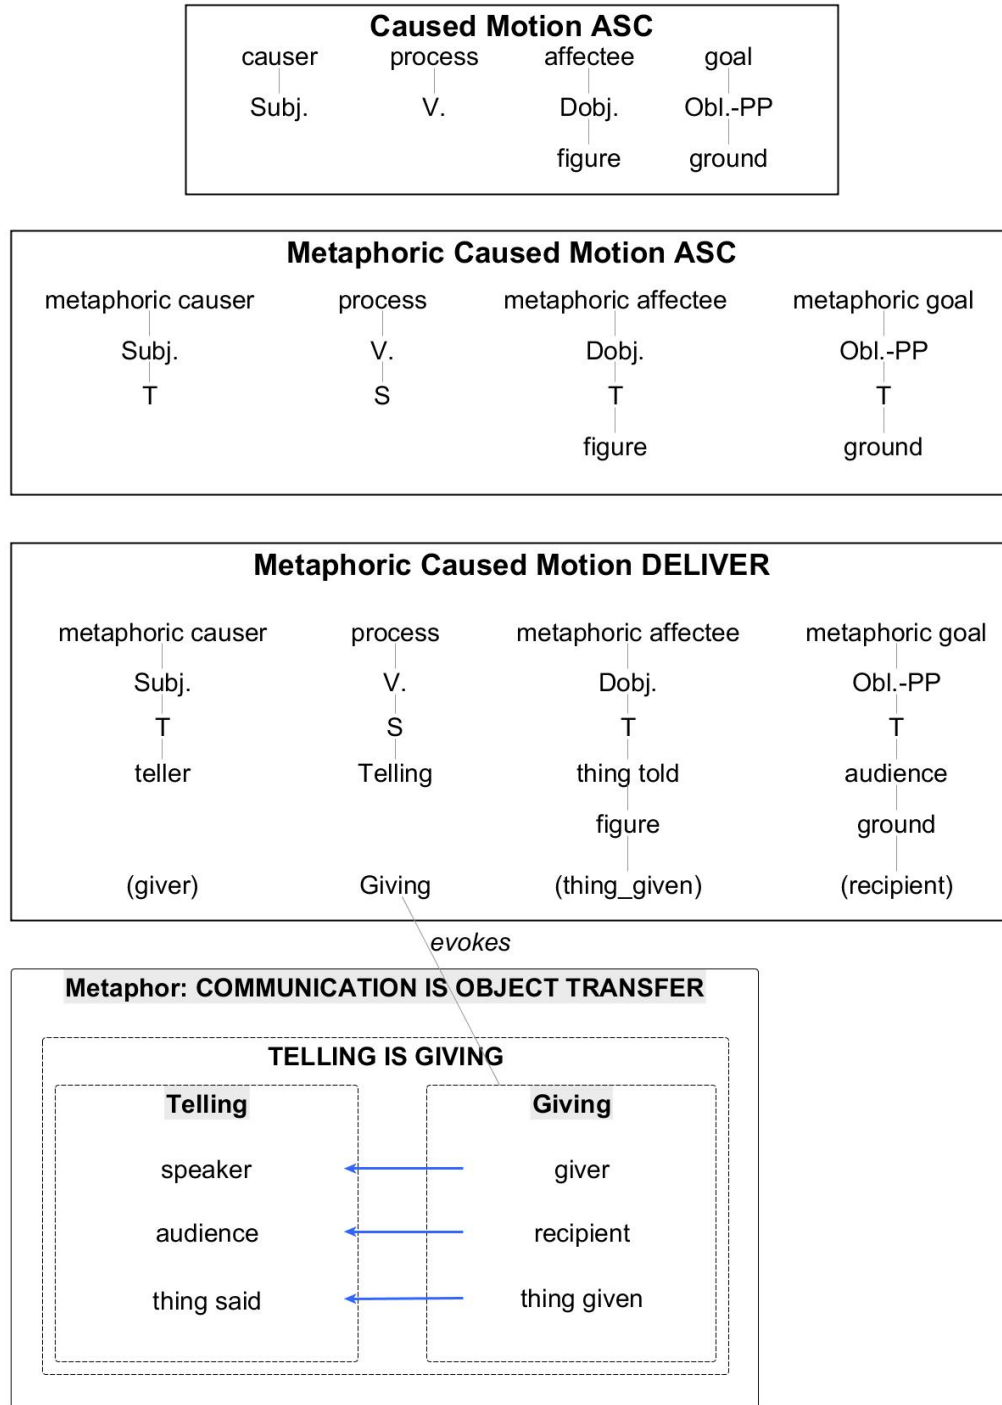 Caused Motion ASC
causer process affectee goal
Subj. V. Dobj. Obl.-PP
figure ground
Metaphoric Caused Motion ASC
metaphoric causer process metaphoric affectee metaphoric goal
Subj. V. Dobj. Obl.-PP
T S T T
figure ground
Metaphoric Caused Motion DELIVER
metaphoric causer process metaphoric affectee metaphoric goal
Subj. V. Dobj. Obl.-PP
T S T T
teller Telling thing told audience
figure ground
(giver) Giving (thing_given) (recipient)
evokes
Metaphor: COMMUNICATION IS OBJECT TRANSFER
TELLING IS GIVING
Telling Giving
speaker giver
audience recipient
thing said thing given